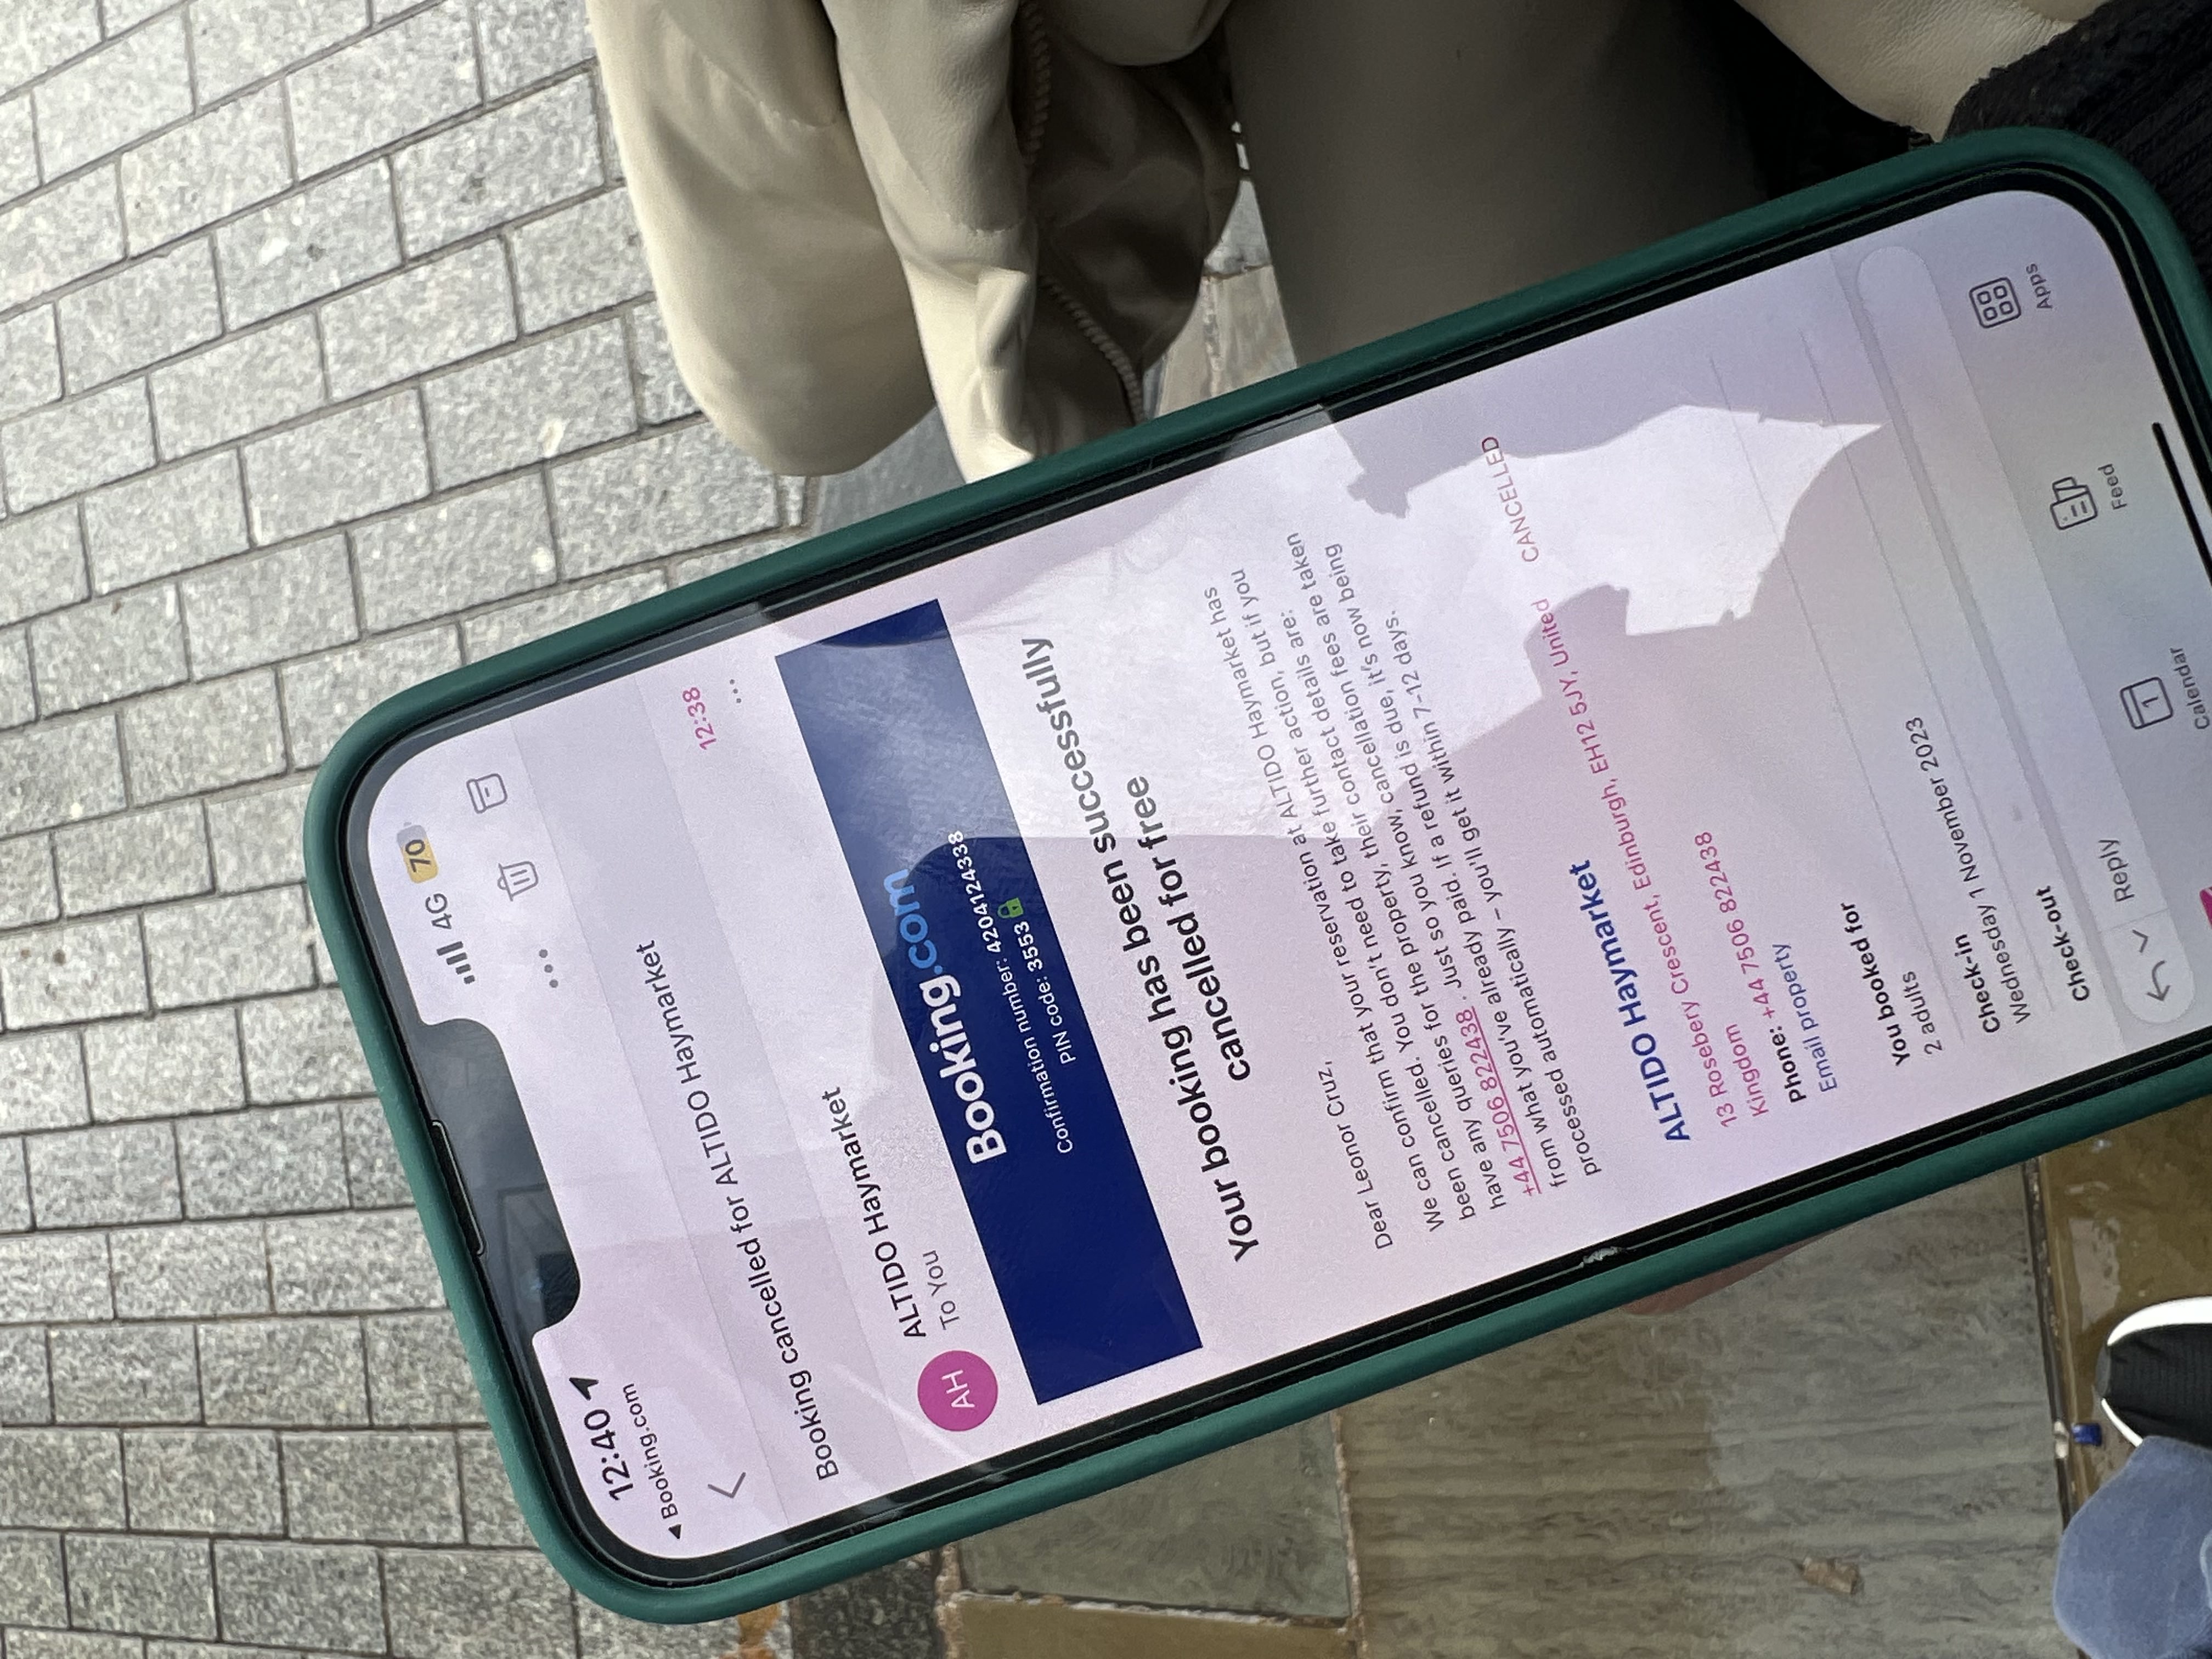 12:40
4G 70
Booking.com
Booking cancelled for ALTIDO Haymarket
AH
ALTIDO Haymarket
12:38
To You
Booking.com
Confirmation number: 4204124338
PIN code: 3553
Your booking has been successfully
cancelled for free
Dear Leonor Cruz,
We can confirm that your reservation at ALTIDO Haymarket has
been cancelled. You don't need to take further action, but if you
have any queries for the property, their contact details are:
+44 7506 822438 . Just so you know, cancellation fees are taken
from what you've already paid. If a refund is due, it's now being
processed automatically – you'll get it within 7-12 days.
ALTIDO Haymarket
CANCELLED
13 Rosebery Crescent, Edinburgh, EH12 5JY, United
Kingdom
Phone: +44 7506 822438
Email property
You booked for
2 adults
Check-in
Wednesday 1 November 2023
Check-out
Reply
1
Calendar
Feed
Apps